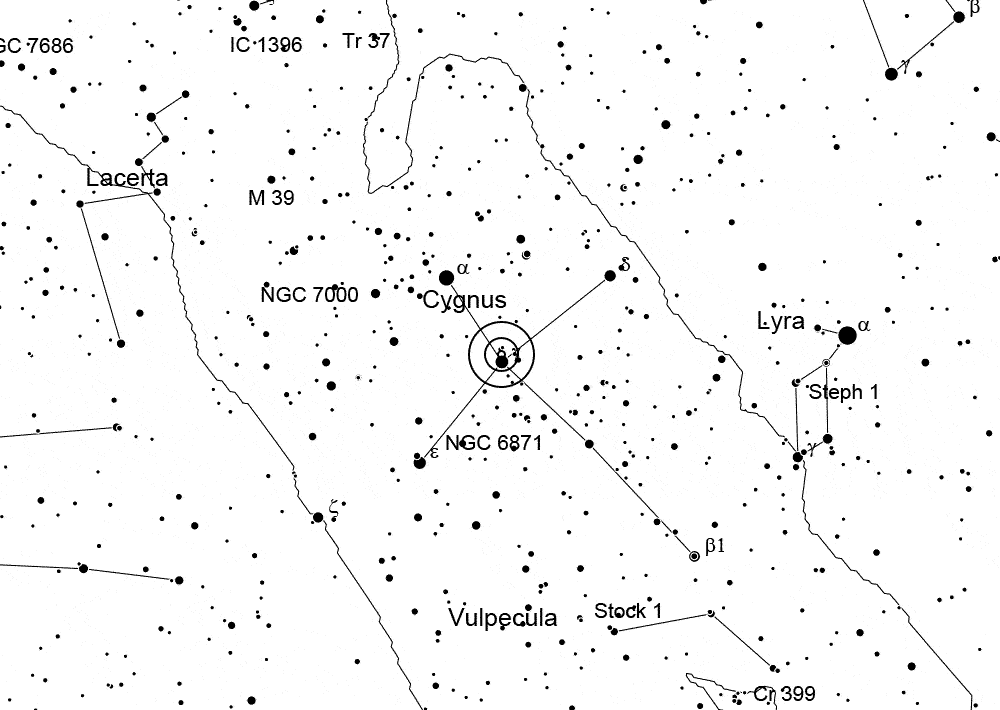 β
GC 7686
IC 1396
Tr 37
γ
Lacerta
M 39
α
δ
NGC 7000
Cygnus
Lyra
α
Steph 1
ε
NGC 6871
γ
ζ
β1
Vulpecula
Stock 1
Cr 399